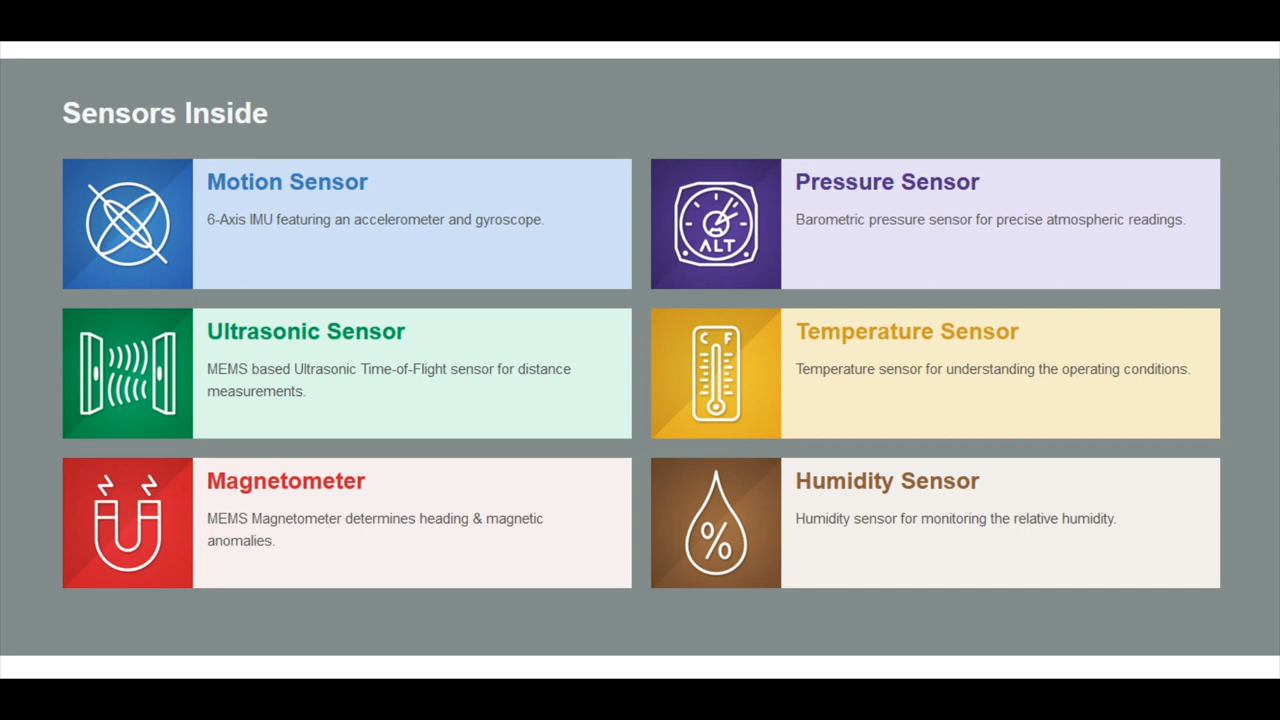 Sensors Inside
Motion Sensor
6-Axis IMU featuring an accelerometer and gyroscope.
ALT
Pressure Sensor
Barometric pressure sensor for precise atmospheric readings.
Ultrasonic Sensor
MEMS based Ultrasonic Time-of-Flight sensor for distance
measurements.
C F
Temperature Sensor
Temperature sensor for understanding the operating conditions.
Magnetometer
MEMS Magnetometer determines heading & magnetic
anomalies.
%
Humidity Sensor
Humidity sensor for monitoring the relative humidity.